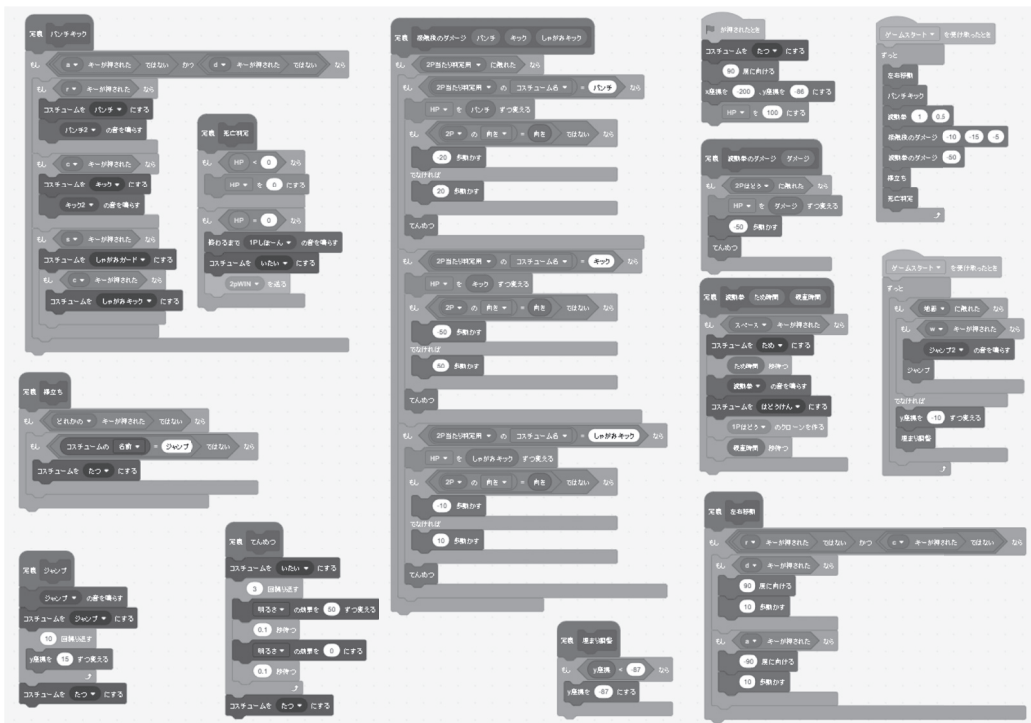 定義 パンチキック
もし a キーが押された ではない かつ d キーが押された ではない なら
もし r キーが押された なら
コスチュームを パンチ にする
パンチ2 の音を鳴らす
もし c キーが押された なら
コスチュームを キック にする
キック2 の音を鳴らす
もし s キーが押された なら
コスチュームを しゃがみガード にする
もし c キーが押された なら
コスチュームを しゃがみキック にする
定義 死亡判定
もし HP < 0 なら
HP を 0 にする
もし HP = 0 なら
終わるまで 1Pしぼーん の音を鳴らす
コスチュームを いたい にする
2pWIN を送る
定義 棒立ち
もし どれかの キーが押された ではない なら
もし コスチュームの 名前 = ジャンプ ではない なら
コスチュームを たつ にする
定義 ジャンプ
ジャンプ の音を鳴らす
コスチュームを ジャンプ にする
10 回繰り返す
y座標を 15 ずつ変える
コスチュームを たつ にする
定義 てんめつ
コスチュームを いたい にする
3 回繰り返す
明るさ の効果を 50 ずつ変える
0.1 秒待つ
明るさ の効果を 0 にする
0.1 秒待つ
コスチュームを たつ にする
定義 接触技のダメージ パンチ キック しゃがみキック
もし 2P当たり判定用 に触れた なら
もし 2P当たり判定用 の コスチューム名 = パンチ なら
HP を パンチ ずつ変える
もし 2P の 向き = 向き ではない なら
-20 歩動かす
でなければ
20 歩動かす
てんめつ
もし 2P当たり判定用 の コスチューム名 = キック なら
HP を キック ずつ変える
もし 2P の 向き = 向き ではない なら
-50 歩動かす
でなければ
50 歩動かす
てんめつ
もし 2P当たり判定用 の コスチューム名 = しゃがみキック なら
HP を しゃがみキック ずつ変える
もし 2P の 向き = 向き ではない なら
-10 歩動かす
でなければ
10 歩動かす
てんめつ
定義 埋まり調整
もし y座標 < -87 なら
y座標を -87 にする
が押されたとき
コスチュームを たつ にする
90 度に向ける
x座標を -200 、y座標を -86 にする
HP を 100 にする
定義 波動拳のダメージ ダメージ
もし 2Pはどう に触れた なら
HP を ダメージ ずつ変える
-50 歩動かす
てんめつ
定義 波動拳 ため時間 硬直時間
もし スペース キーが押された なら
コスチュームを ため にする
ため時間 秒待つ
波動拳 の音を鳴らす
コスチュームを はどうけん にする
1Pはどう のクローンを作る
硬直時間 秒待つ
定義 左右移動
もし r キーが押された ではない かつ c キーが押された ではない なら
もし d キーが押された なら
90 度に向ける
10 歩動かす
もし a キーが押された なら
-90 度に向ける
10 歩動かす
ゲームスタート を受け取ったとき
ずっと
左右移動
パンチキック
波動拳 1 0.5
接触技のダメージ -10 -15 -5
波動拳のダメージ -50
棒立ち
死亡判定
ゲームスタート を受け取ったとき
ずっと
もし 地面 に触れた なら
もし w キーが押された なら
ジャンプ2 の音を鳴らす
ジャンプ
でなければ
y座標を -10 ずつ変える
埋まり調整